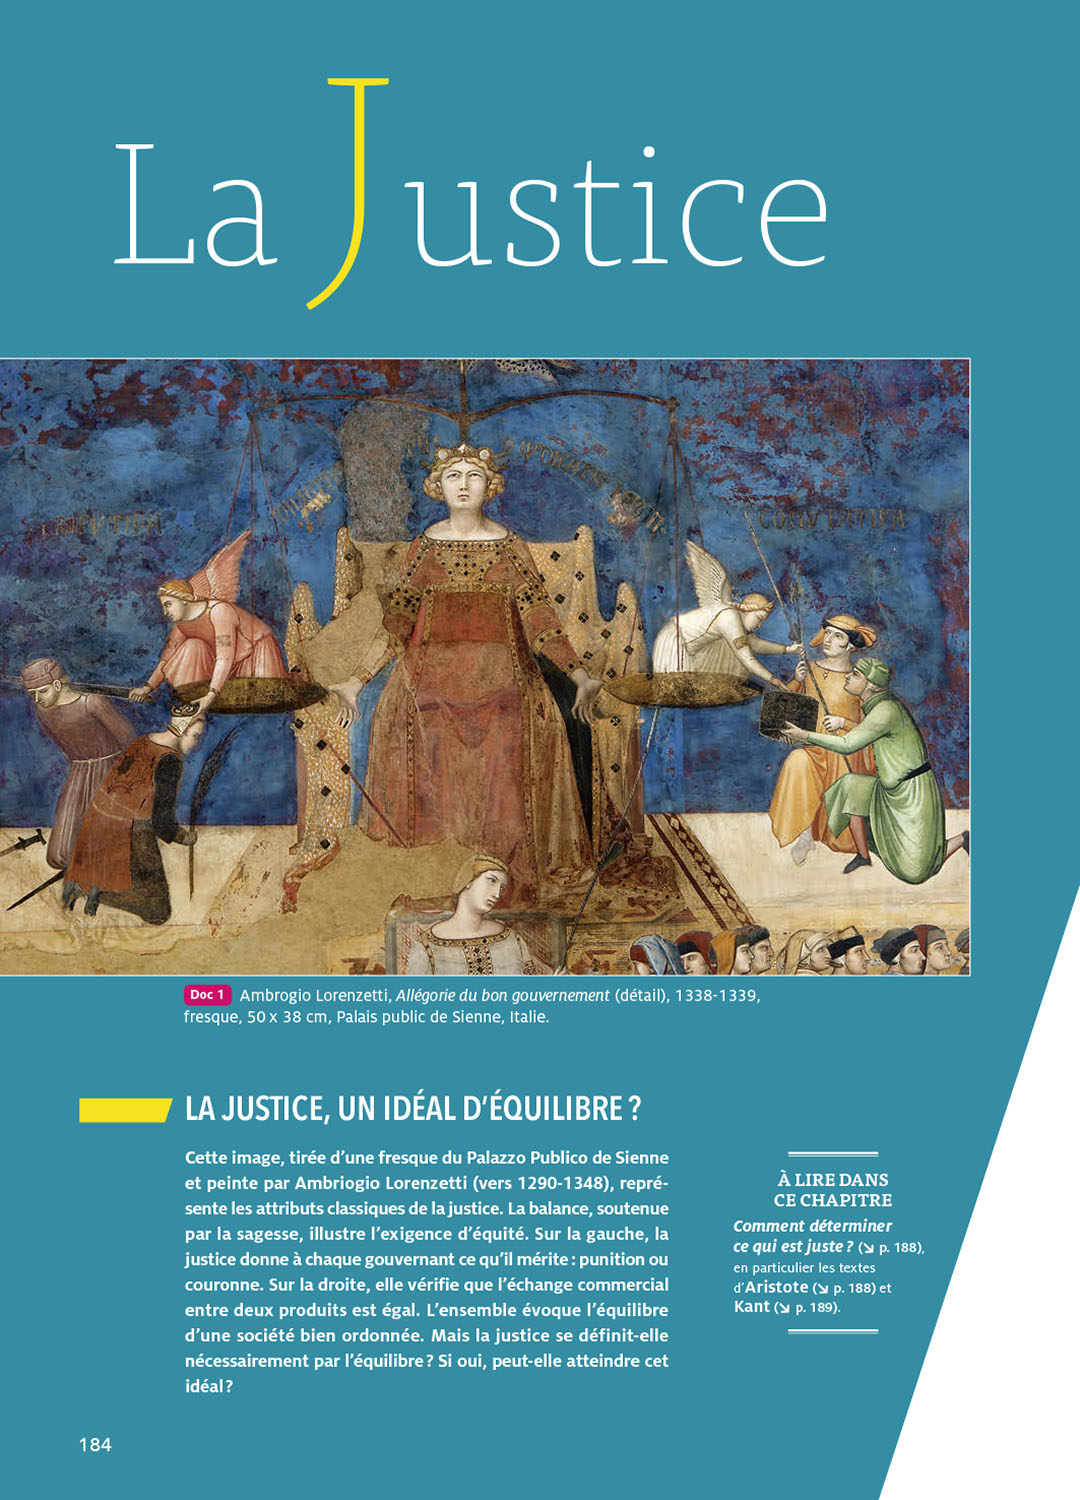 La Justice
Doc 1 Ambrogio Lorenzetti, Allégorie du bon gouvernement (détail), 1338-1339,
fresque, 50 x 38 cm, Palais public de Sienne, Italie.
LA JUSTICE, UN IDÉAL D’ÉQUILIBRE ?
Cette image, tirée d’une fresque du Palazzo Publico de Sienne
et peinte par Ambriogio Lorenzetti (vers 1290-1348), repré-
sente les attributs classiques de la justice. La balance, soutenue
par la sagesse, illustre l’exigence d’équité. Sur la gauche, la
justice donne à chaque gouvernant ce qu’il mérite : punition ou
couronne. Sur la droite, elle vérifie que l’échange commercial
entre deux produits est égal. L’ensemble évoque l’équilibre
d’une société bien ordonnée. Mais la justice se définit-elle
nécessairement par l’équilibre ? Si oui, peut-elle atteindre cet
idéal ?
À LIRE DANS
CE CHAPITRE
Comment déterminer
ce qui est juste ? (↘ p. 188),
en particulier les textes
d’Aristote (↘ p. 188) et
Kant (↘ p. 189).
184